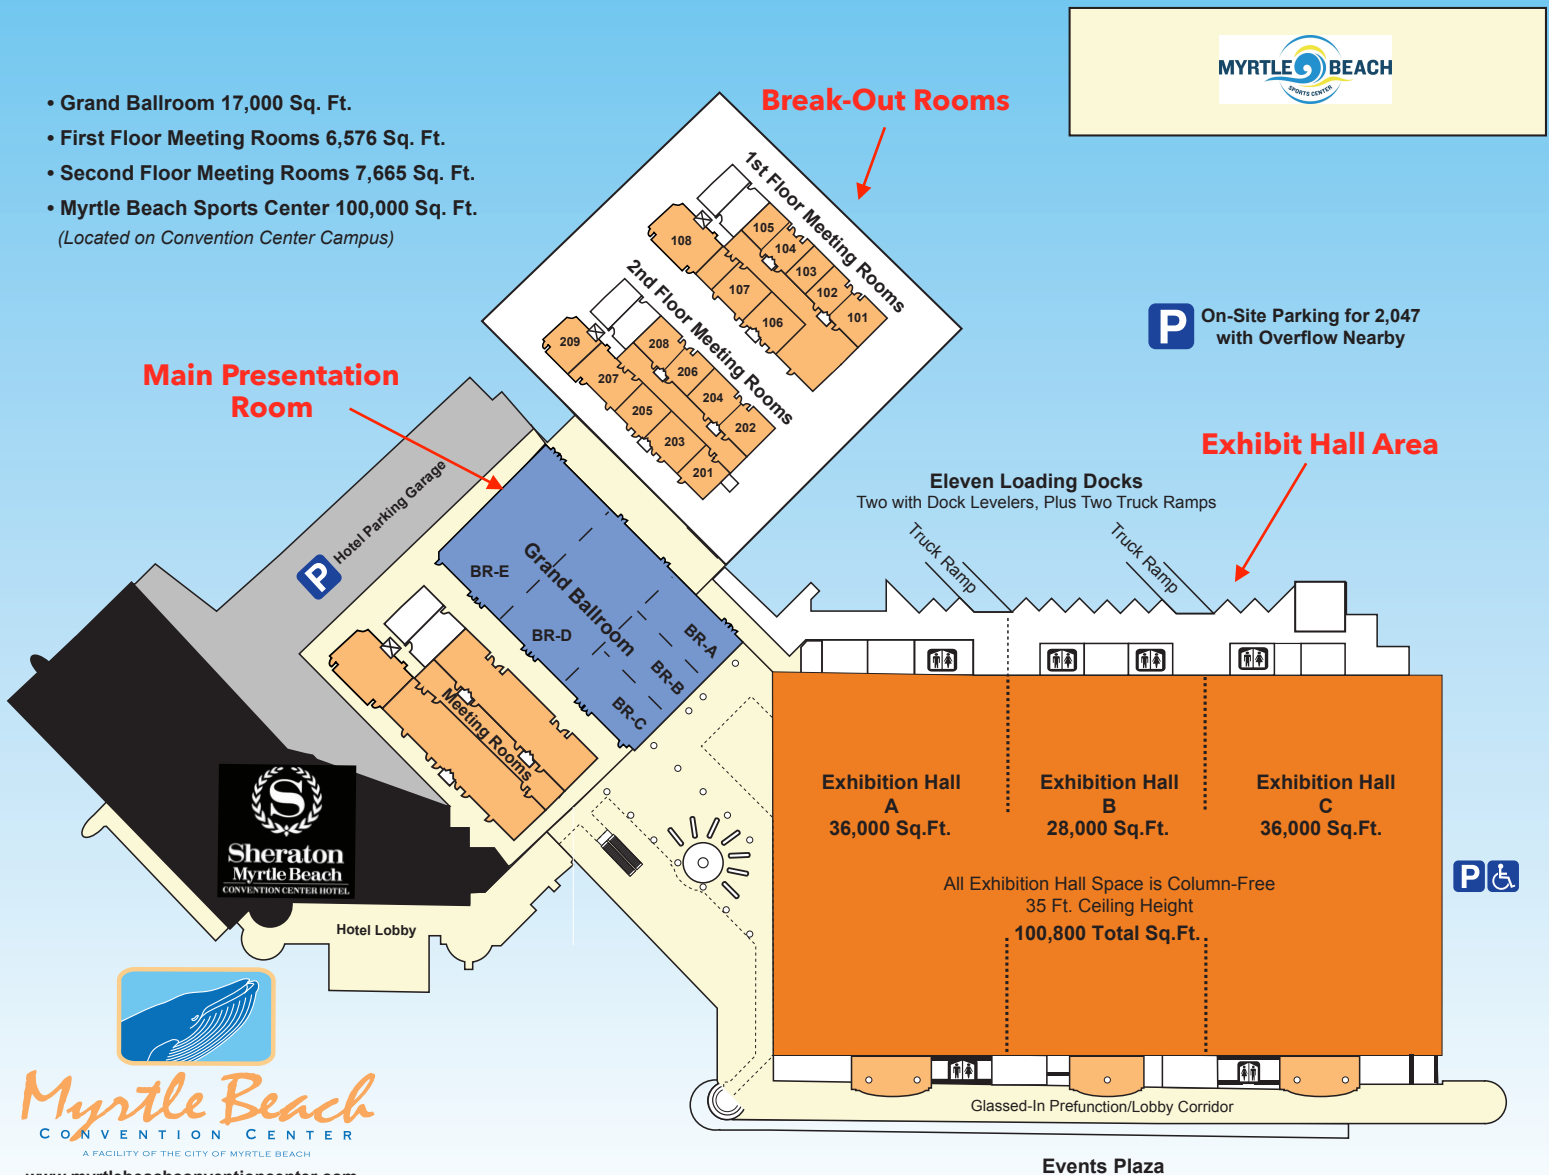 • Grand Ballroom 17,000 Sq. Ft.
• First Floor Meeting Rooms 6,576 Sq. Ft.
• Second Floor Meeting Rooms 7,665 Sq. Ft.
• Myrtle Beach Sports Center 100,000 Sq. Ft.
(Located on Convention Center Campus)
MYRTLE BEACH
SPORTS CENTER
Break-Out Rooms
1st Floor Meeting Rooms
105
104
103
102
101
108
107
106
2nd Floor Meeting Rooms
209
208
207
206
205
204
203
202
201
P
On-Site Parking for 2,047
with Overflow Nearby
Main Presentation
Room
Exhibit Hall Area
Eleven Loading Docks
Two with Dock Levelers, Plus Two Truck Ramps
Truck Ramp
Truck Ramp
P
Hotel Parking Garage
Grand Ballroom
BR-E
BR-D
BR-A
BR-B
BR-C
Meeting Rooms
Exhibition Hall
A
36,000 Sq.Ft.
Exhibition Hall
B
28,000 Sq.Ft.
Exhibition Hall
C
36,000 Sq.Ft.
All Exhibition Hall Space is Column-Free
35 Ft. Ceiling Height
100,800 Total Sq.Ft.
P
S
Sheraton
Myrtle Beach
CONVENTION CENTER HOTEL
Hotel Lobby
Myrtle Beach
CONVENTION CENTER
A FACILITY OF THE CITY OF MYRTLE BEACH
www.myrtlebeachconventioncenter.com
Glassed-In Prefunction/Lobby Corridor
Events Plaza